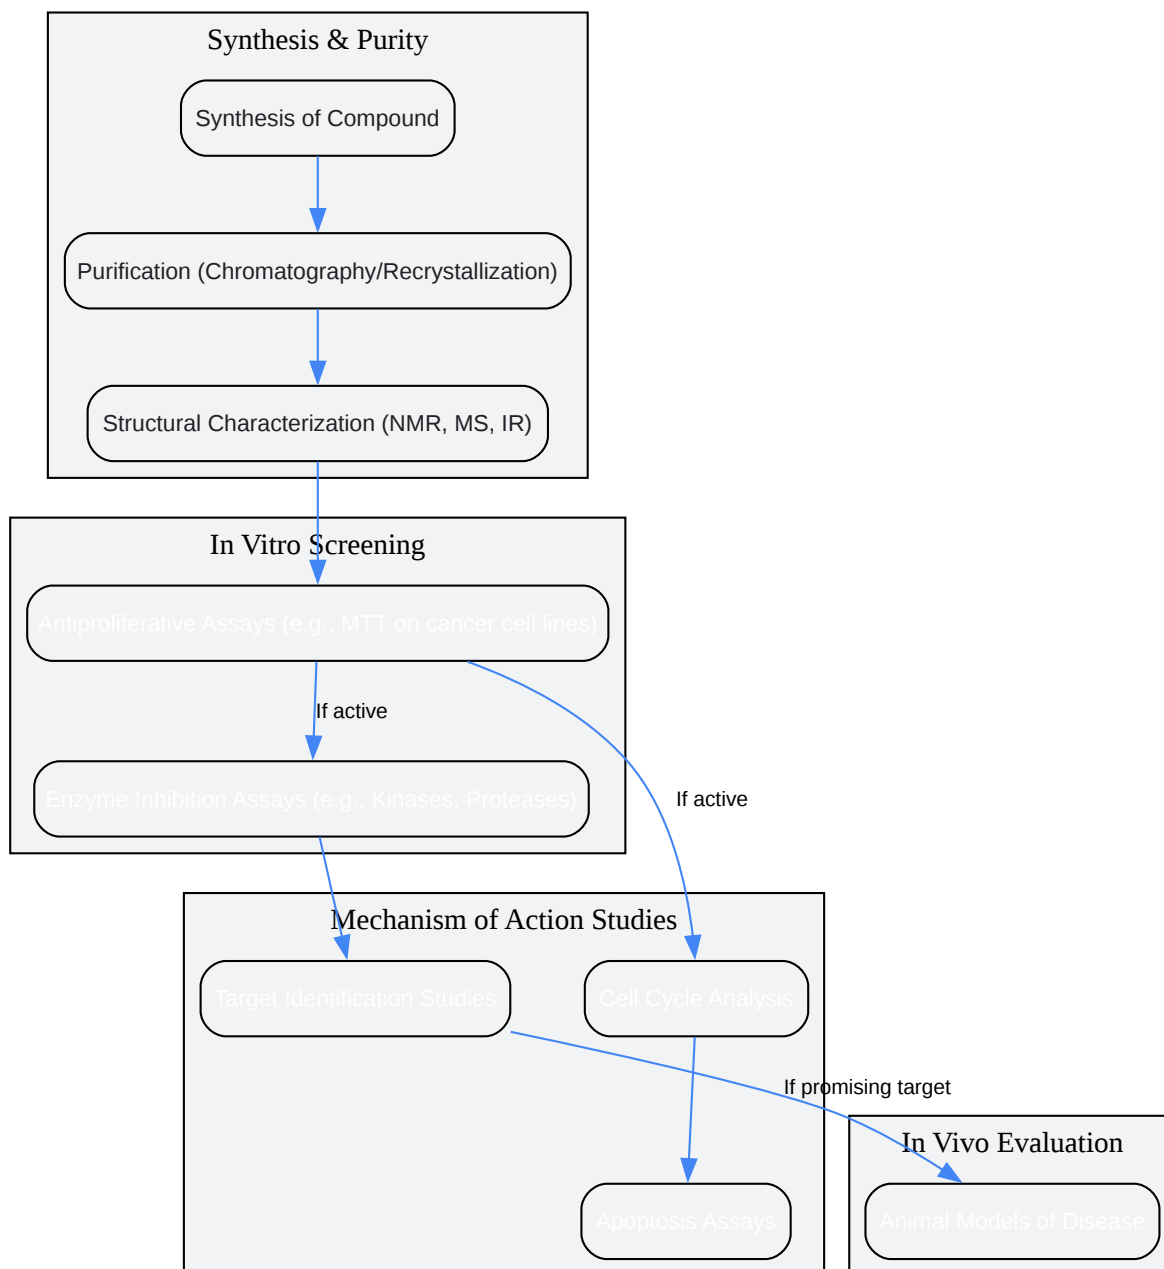 Synthesis & Purity
Synthesis of Compound
Purification (Chromatography/Recrystallization)
Structural Characterization (NMR, MS, IR)
In Vitro Screening
Antiproliferative Assays (e.g., MTT on cancer cell lines)
If active
Enzyme Inhibition Assays (e.g., Kinases, Proteases)
If active
Mechanism of Action Studies
Target Identification Studies
Cell Cycle Analysis
If promising target
In Vivo Evaluation
Apoptosis Assays
Animal Models of Disease